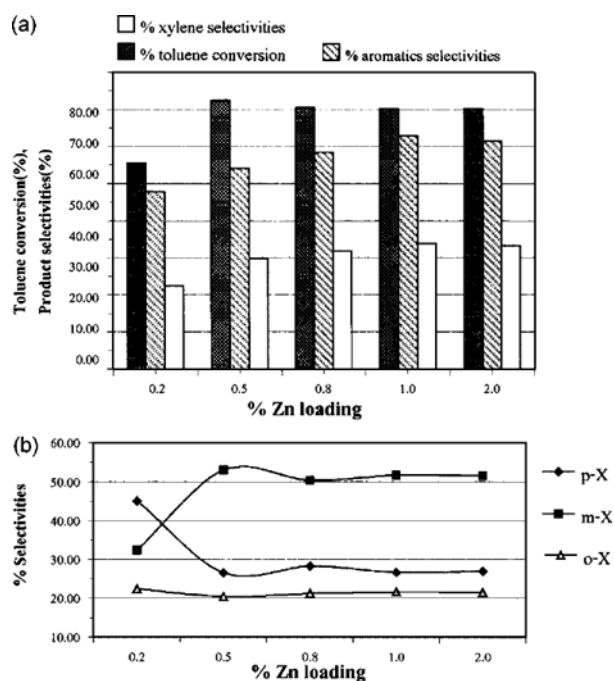 (a)
% xylene selectivities
% toluene conversion % aromatics selectivities
Toluene conversion(%),
Product selectivities(%)
80.00
70.00
60.00
50.00
40.00
30.00
20.00
10.00
0.00
0.2 0.5 0.8 1.0 2.0
% Zn loading
(b)
% Selectivities
60.00
50.00
40.00
30.00
20.00
10.00
0.2 0.5 0.8 1.0 2.0
% Zn loading
p-X
m-X
o-X